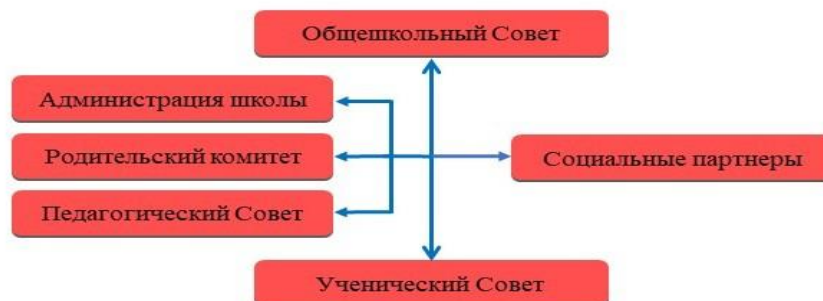 Общешкольный Совет
Администрация школы
Родительский комитет
Социальные партнеры
Педагогический Совет
Ученический Совет